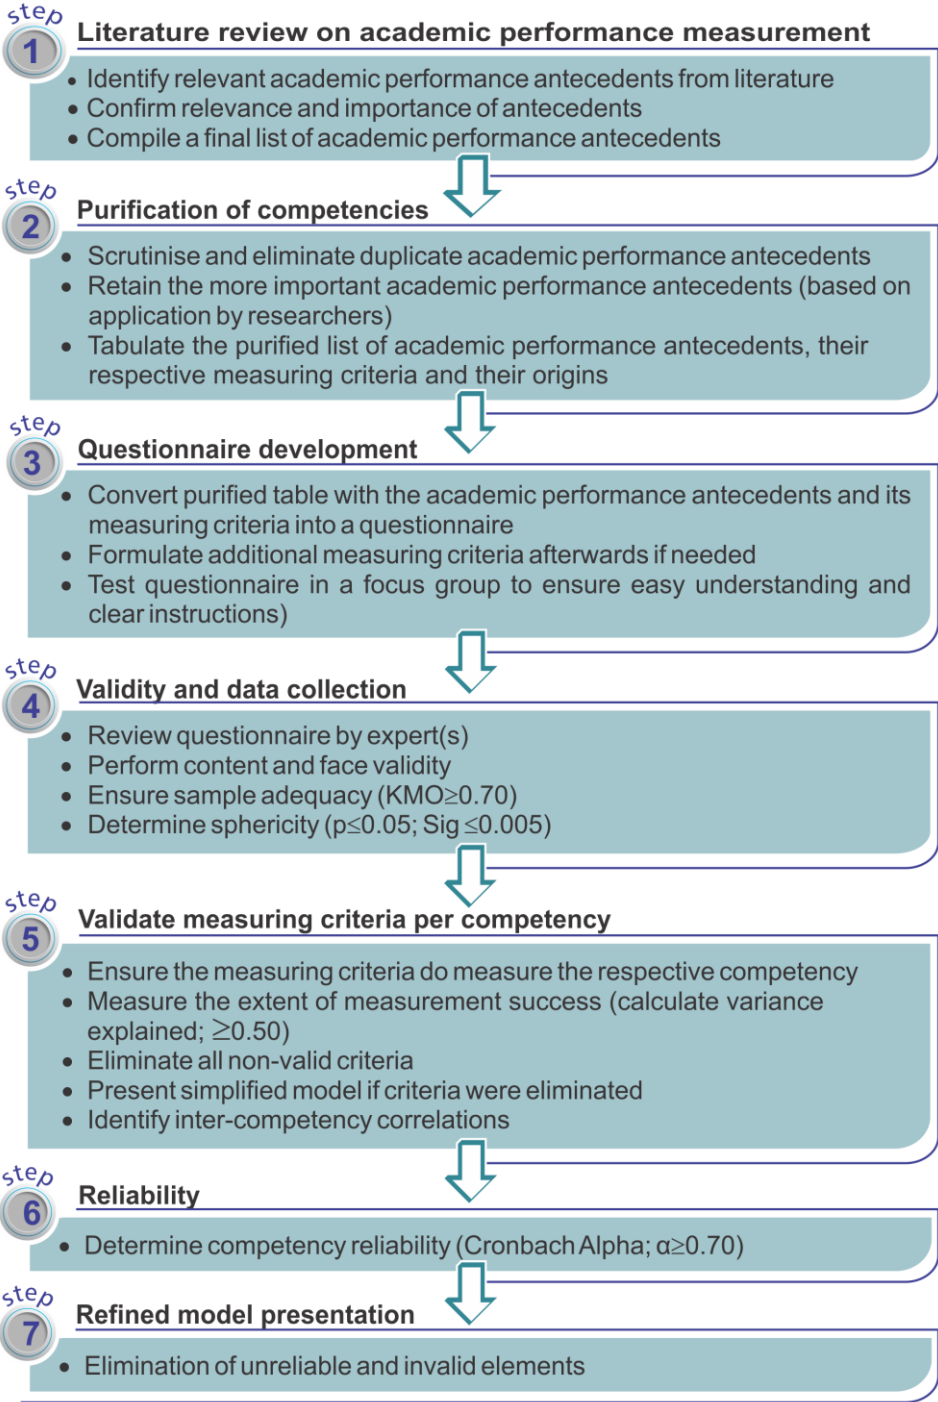 step
1
Literature review on academic performance measurement
• Identify relevant academic performance antecedents from literature
• Confirm relevance and importance of antecedents
• Compile a final list of academic performance antecedents
step
2
Purification of competencies
• Scrutinise and eliminate duplicate academic performance antecedents
• Retain the more important academic performance antecedents (based on
application by researchers)
• Tabulate the purified list of academic performance antecedents, their
respective measuring criteria and their origins
step
3
Questionnaire development
• Convert purified table with the academic performance antecedents and its
measuring criteria into a questionnaire
• Formulate additional measuring criteria afterwards if needed
• Test questionnaire in a focus group to ensure easy understanding and
clear instructions)
step
4
Validity and data collection
• Review questionnaire by expert(s)
• Perform content and face validity
• Ensure sample adequacy (KMO≥0.70)
• Determine sphericity (p≤0.05; Sig ≤0.005)
step
5
Validate measuring criteria per competency
• Ensure the measuring criteria do measure the respective competency
• Measure the extent of measurement success (calculate variance
explained; ≥0.50)
• Eliminate all non-valid criteria
• Present simplified model if criteria were eliminated
• Identify inter-competency correlations
step
6
Reliability
• Determine competency reliability (Cronbach Alpha; α≥0.70)
step
7
Refined model presentation
• Elimination of unreliable and invalid elements